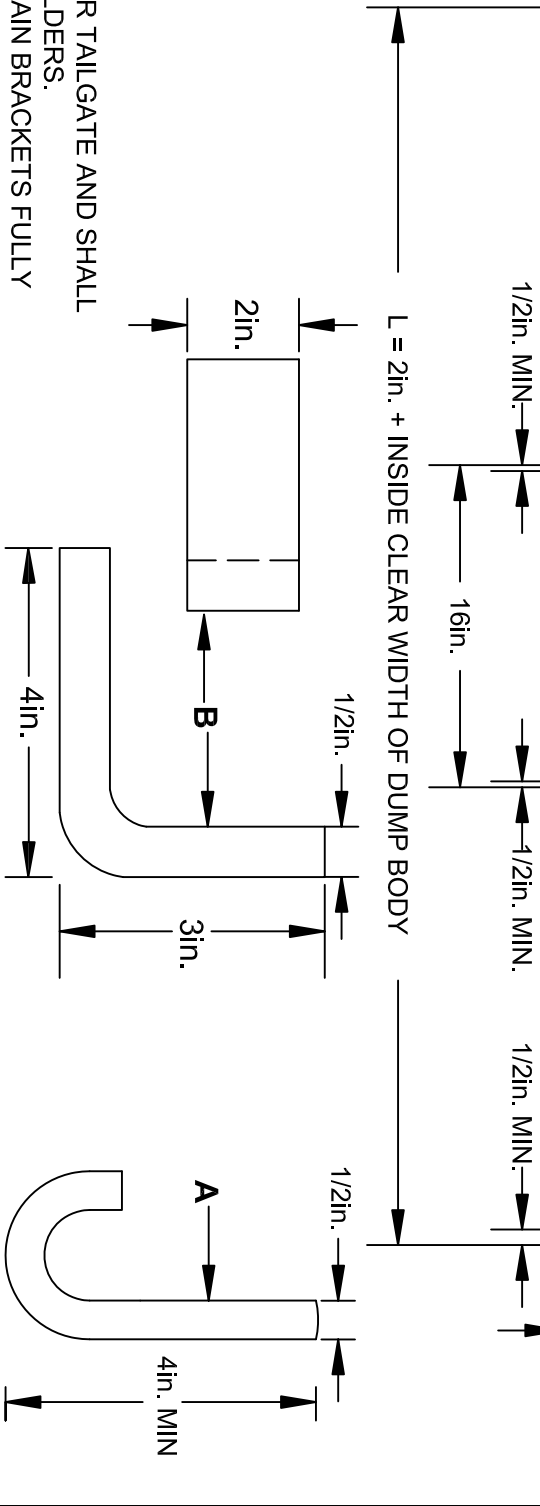 1/2in. MIN.
1/2in. MIN.
1/2in. MIN.
16in.
L = 2in. + INSIDE CLEAR WIDTH OF DUMP BODY
1/2in.
1/2in.
2in.
B
A
3in.
4in. MIN
4in.
R TAILGATE AND SHALL
LDERS.
AIN BRACKETS FULLY